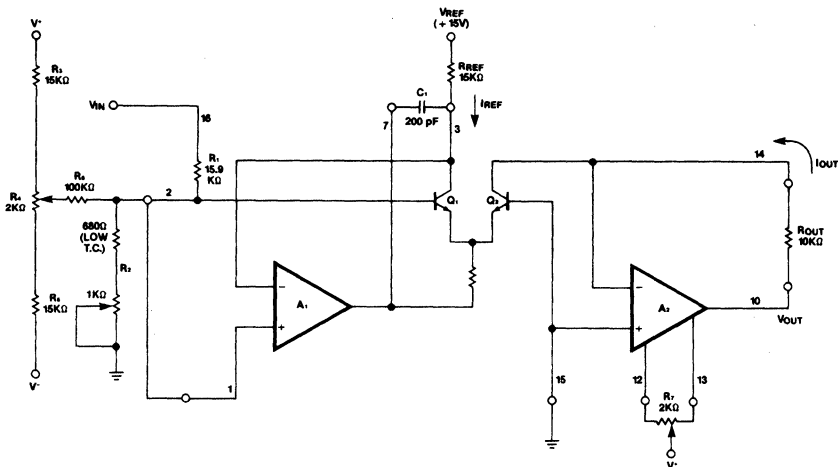 V+
R3
15KΩ
VIN
16
R1
15.9
KΩ
VREF
(+ 15V)
RREF
15KΩ
C1
200 pF
7
3
IREF
R4
2KΩ
R5
100KΩ
2
680Ω
(LOW
T.C.)
R2
1KΩ
R6
15KΩ
V-
1
A1
-
+
Q1
Q2
14
IOUT
ROUT
10KΩ
A2
-
+
10
VOUT
15
12
13
R7
2KΩ
V+